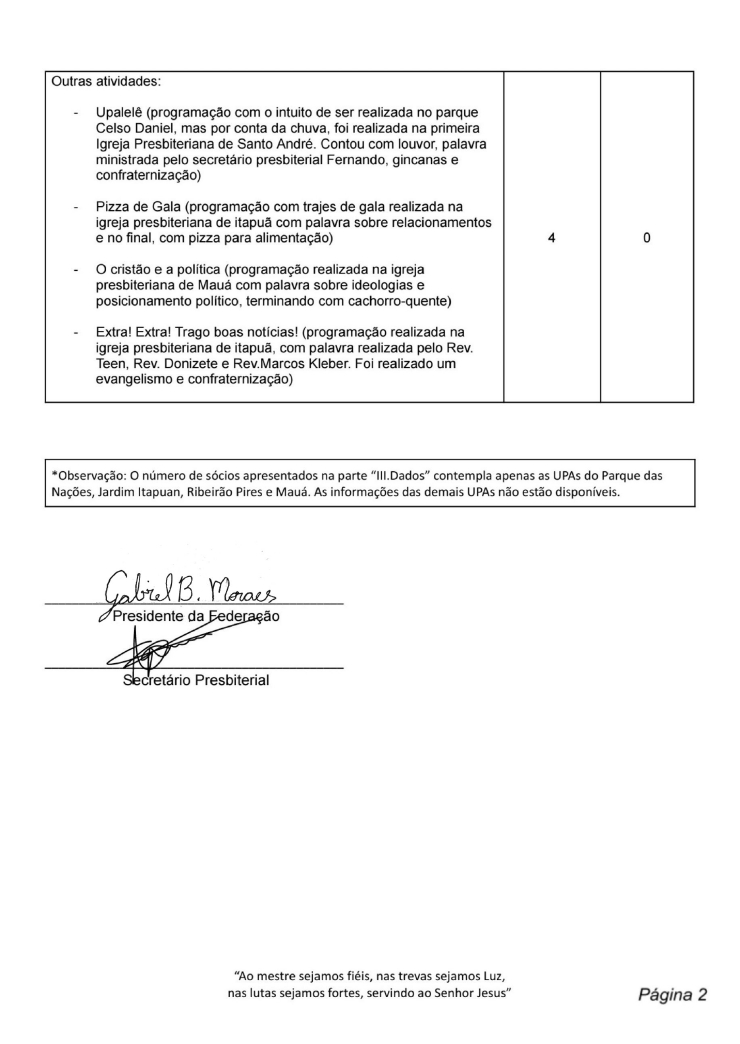 Outras atividades:
- Upalelê (programação com o intuito de ser realizada no parque
Celso Daniel, mas por conta da chuva, foi realizada na primeira
Igreja Presbiteriana de Santo André. Contou com louvor, palavra
ministrada pelo secretário presbiterial Fernando, gincanas e
confraternização)
- Pizza de Gala (programação com trajes de gala realizada na
igreja presbiteriana de itapuã com palavra sobre relacionamentos
e no final, com pizza para alimentação)
4 0
- O cristão e a política (programação realizada na igreja
presbiteriana de Mauá com palavra sobre ideologias e
posicionamento político, terminando com cachorro-quente)
- Extra! Extra! Trago boas notícias! (programação realizada na
igreja presbiteriana de itapuã, com palavra realizada pelo Rev.
Teen, Rev. Donizete e Rev.Marcos Kleber. Foi realizado um
evangelismo e confraternização)
*Observação: O número de sócios apresentados na parte “III.Dados” contempla apenas as UPAs do Parque das
Nações, Jardim Itapuan, Ribeirão Pires e Mauá. As informações das demais UPAs não estão disponíveis.
Gabriel B. Moraes
Presidente da Federação
Secretário Presbiterial
“Ao mestre sejamos fiéis, nas trevas sejamos Luz,
nas lutas sejamos fortes, servindo ao Senhor Jesus”
Página 2